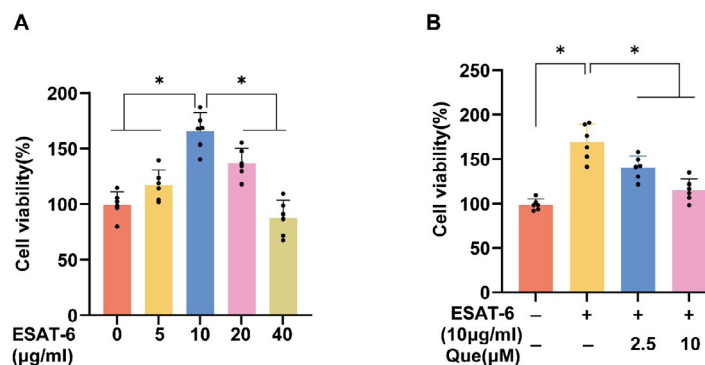 A
* *
200
150
100
50
0
Cell viability(%)
ESAT-6 0 5 10 20 40
(μg/ml)
B
* *
250
200
150
100
50
0
Cell viability(%)
ESAT-6 – + + +
(10μg/ml)
Que(μM) – – 2.5 10